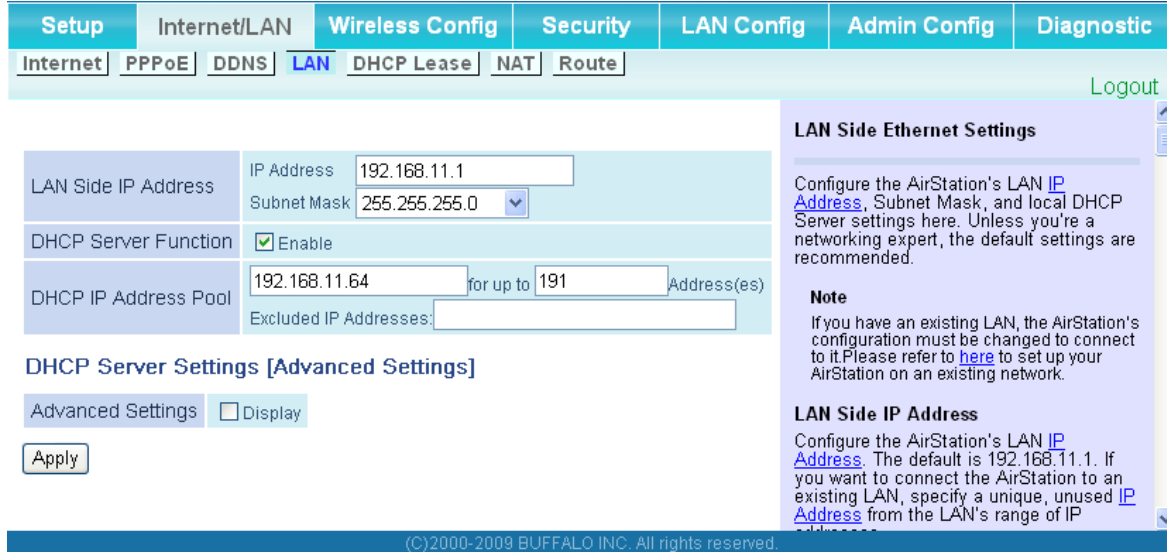 Setup Internet/LAN Wireless Config Security LAN Config Admin Config Diagnostic
Internet PPPoE DDNS LAN DHCP Lease NAT Route
Logout
LAN Side IP Address
IP Address 192.168.11.1
Subnet Mask 255.255.255.0
DHCP Server Function Enable
DHCP IP Address Pool
192.168.11.64 for up to 191 Address(es)
Excluded IP Addresses:
DHCP Server Settings [Advanced Settings]
Advanced Settings Display
Apply
LAN Side Ethernet Settings
Configure the AirStation's LAN IP
Address, Subnet Mask, and local DHCP
Server settings here. Unless you're a
networking expert, the default settings are
recommended.
Note
If you have an existing LAN, the AirStation's
configuration must be changed to connect
to it.Please refer to here to set up your
AirStation on an existing network.
LAN Side IP Address
Configure the AirStation's LAN IP
Address. The default is 192.168.11.1. If
you want to connect the AirStation to an
existing LAN, specify a unique, unused IP
Address from the LAN's range of IP
(C)2000-2009 BUFFALO INC. All rights reserved.